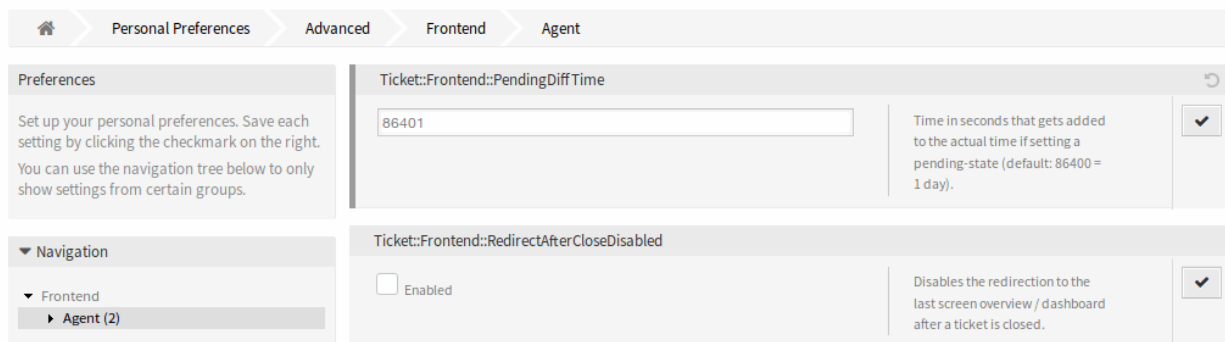 Personal Preferences Advanced Frontend Agent
Preferences
Set up your personal preferences. Save each
setting by clicking the checkmark on the right.
You can use the navigation tree below to only
show settings from certain groups.
Navigation
Frontend
Agent (2)
Ticket::Frontend::PendingDiffTime
86401
Time in seconds that gets added
to the actual time if setting a
pending-state (default: 86400 =
1 day).
Ticket::Frontend::RedirectAfterCloseDisabled
Enabled
Disables the redirection to the
last screen overview / dashboard
after a ticket is closed.